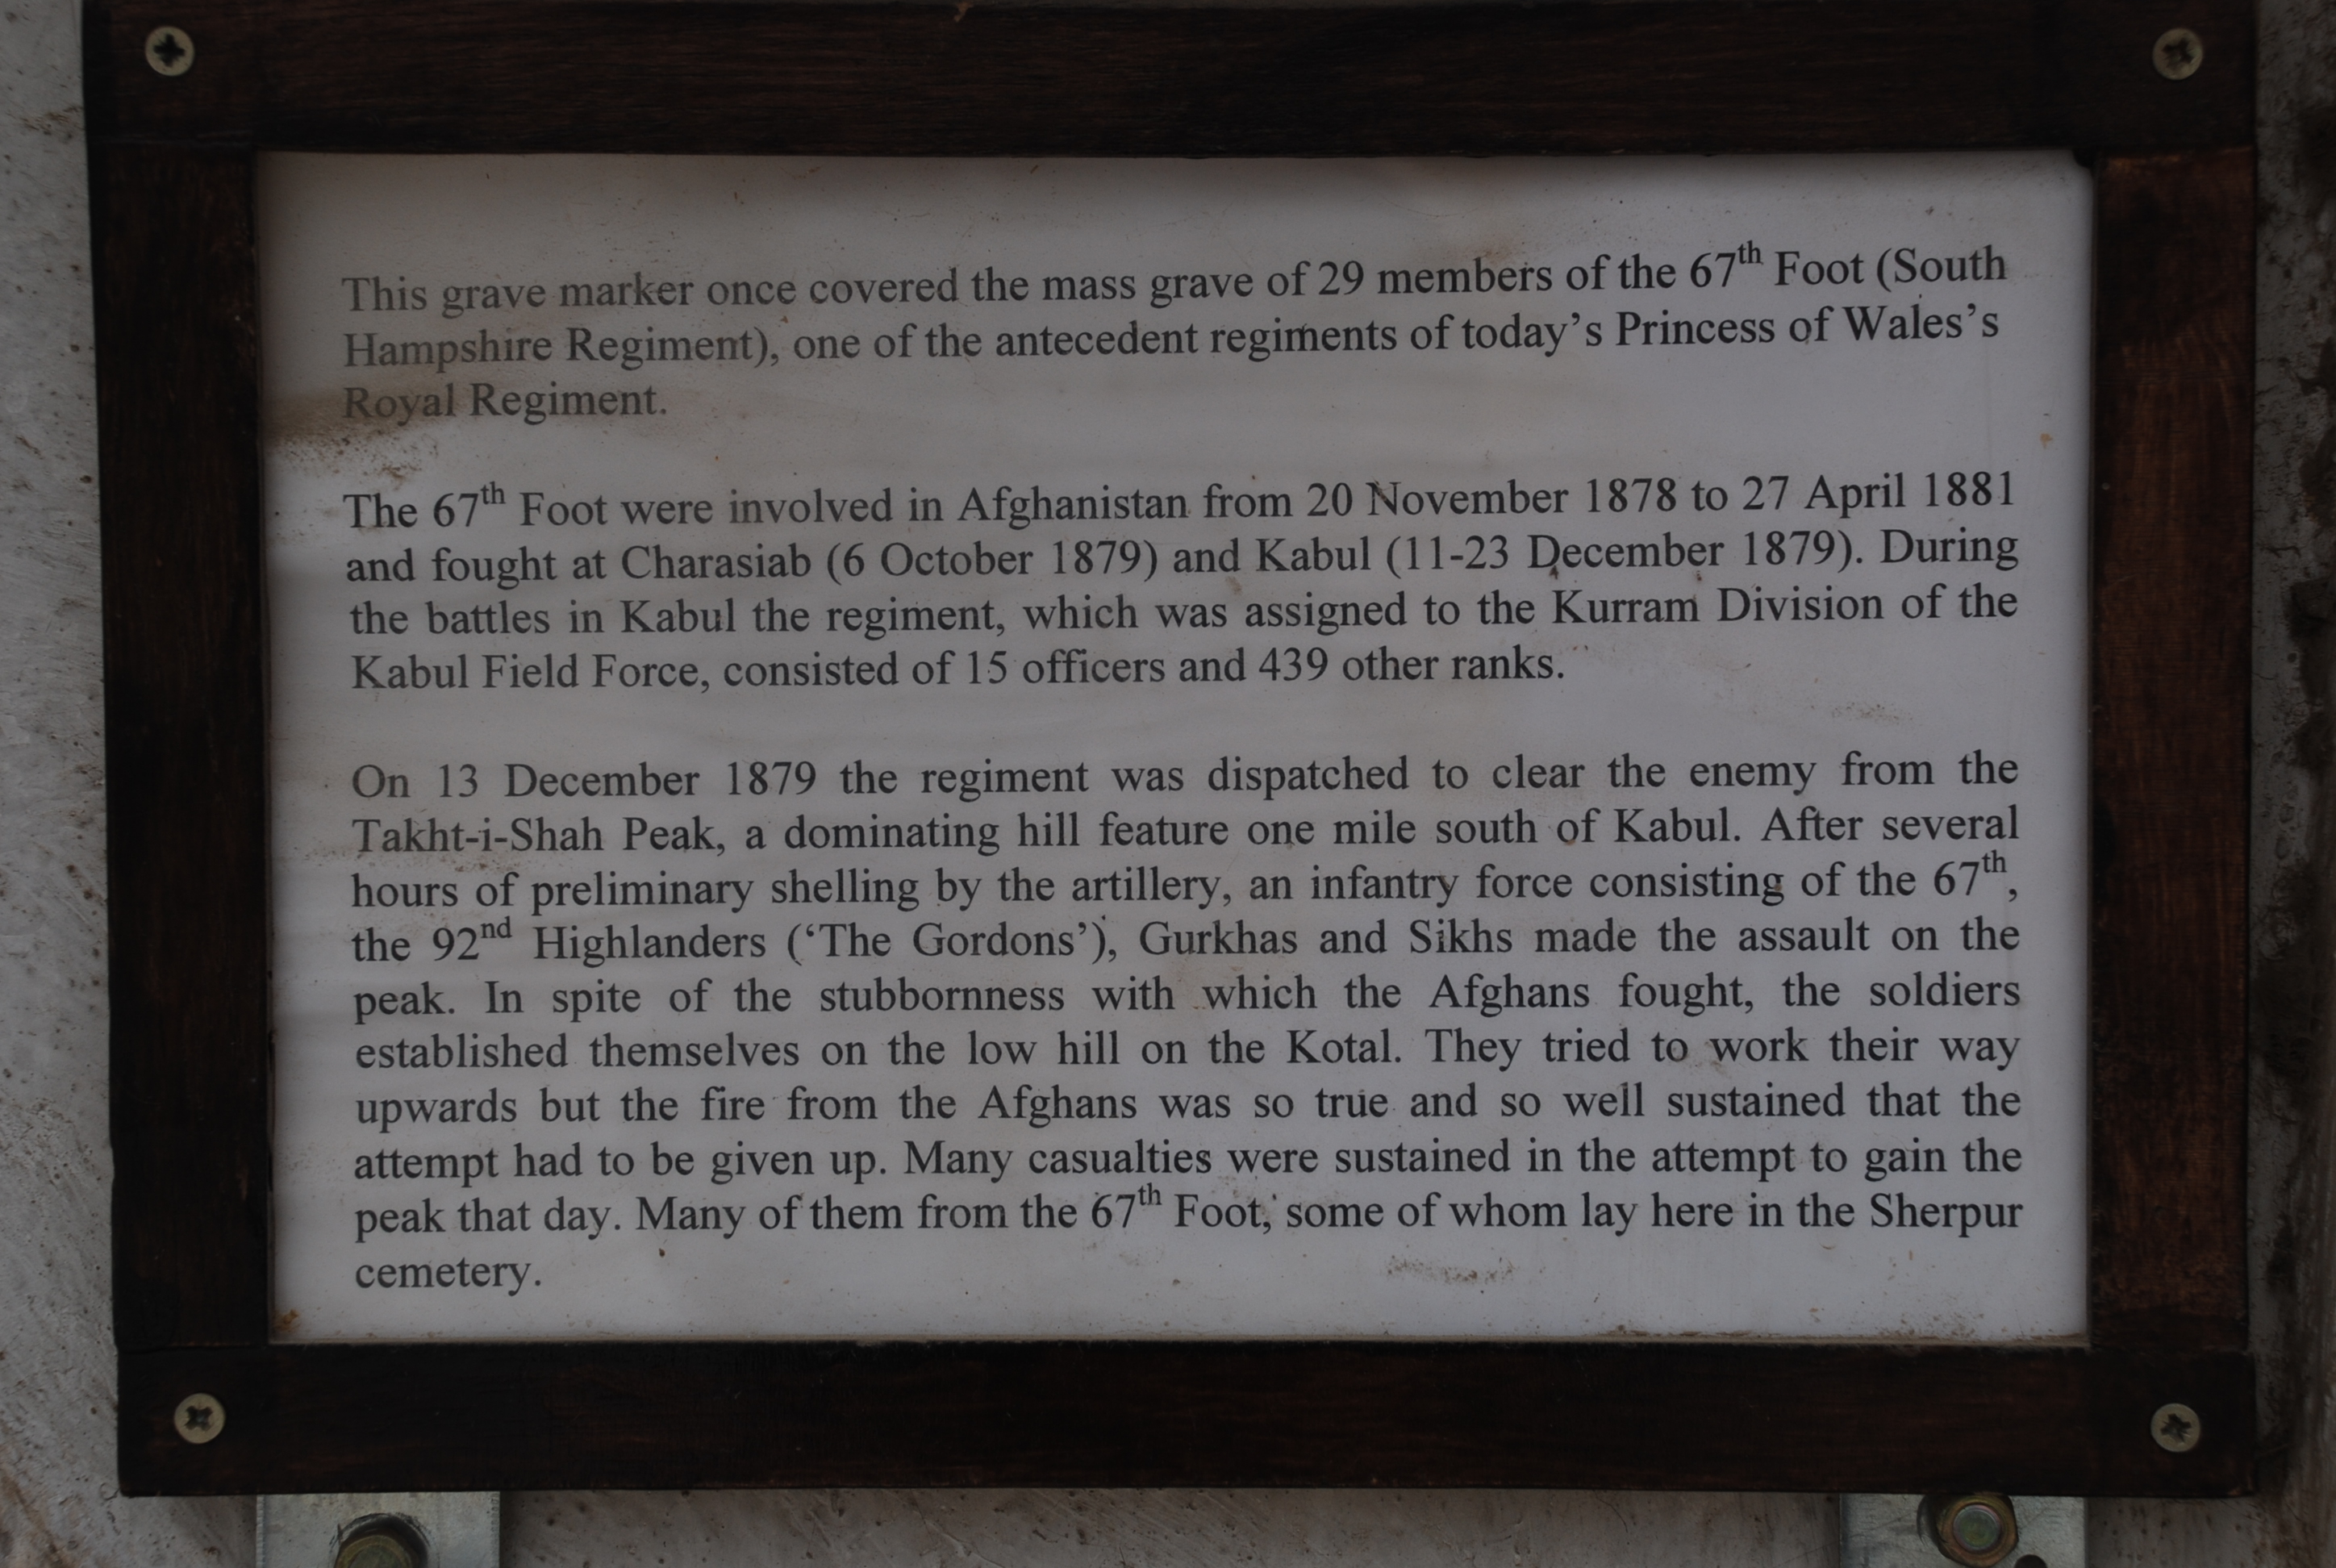 This grave marker once covered the mass grave of 29 members of the 67th Foot (South
Hampshire Regiment), one of the antecedent regiments of today’s Princess of Wales’s
Royal Regiment.
The 67th Foot were involved in Afghanistan from 20 November 1878 to 27 April 1881
and fought at Charasiab (6 October 1879) and Kabul (11-23 December 1879). During
the battles in Kabul the regiment, which was assigned to the Kurram Division of the
Kabul Field Force, consisted of 15 officers and 439 other ranks.
On 13 December 1879 the regiment was dispatched to clear the enemy from the
Takht-i-Shah Peak, a dominating hill feature one mile south of Kabul. After several
hours of preliminary shelling by the artillery, an infantry force consisting of the 67th,
the 92nd Highlanders (‘The Gordons’), Gurkhas and Sikhs made the assault on the
peak. In spite of the stubbornness with which the Afghans fought, the soldiers
established themselves on the low hill on the Kotal. They tried to work their way
upwards but the fire from the Afghans was so true and so well sustained that the
attempt had to be given up. Many casualties were sustained in the attempt to gain the
peak that day. Many of them from the 67th Foot, some of whom lay here in the Sherpur
cemetery.